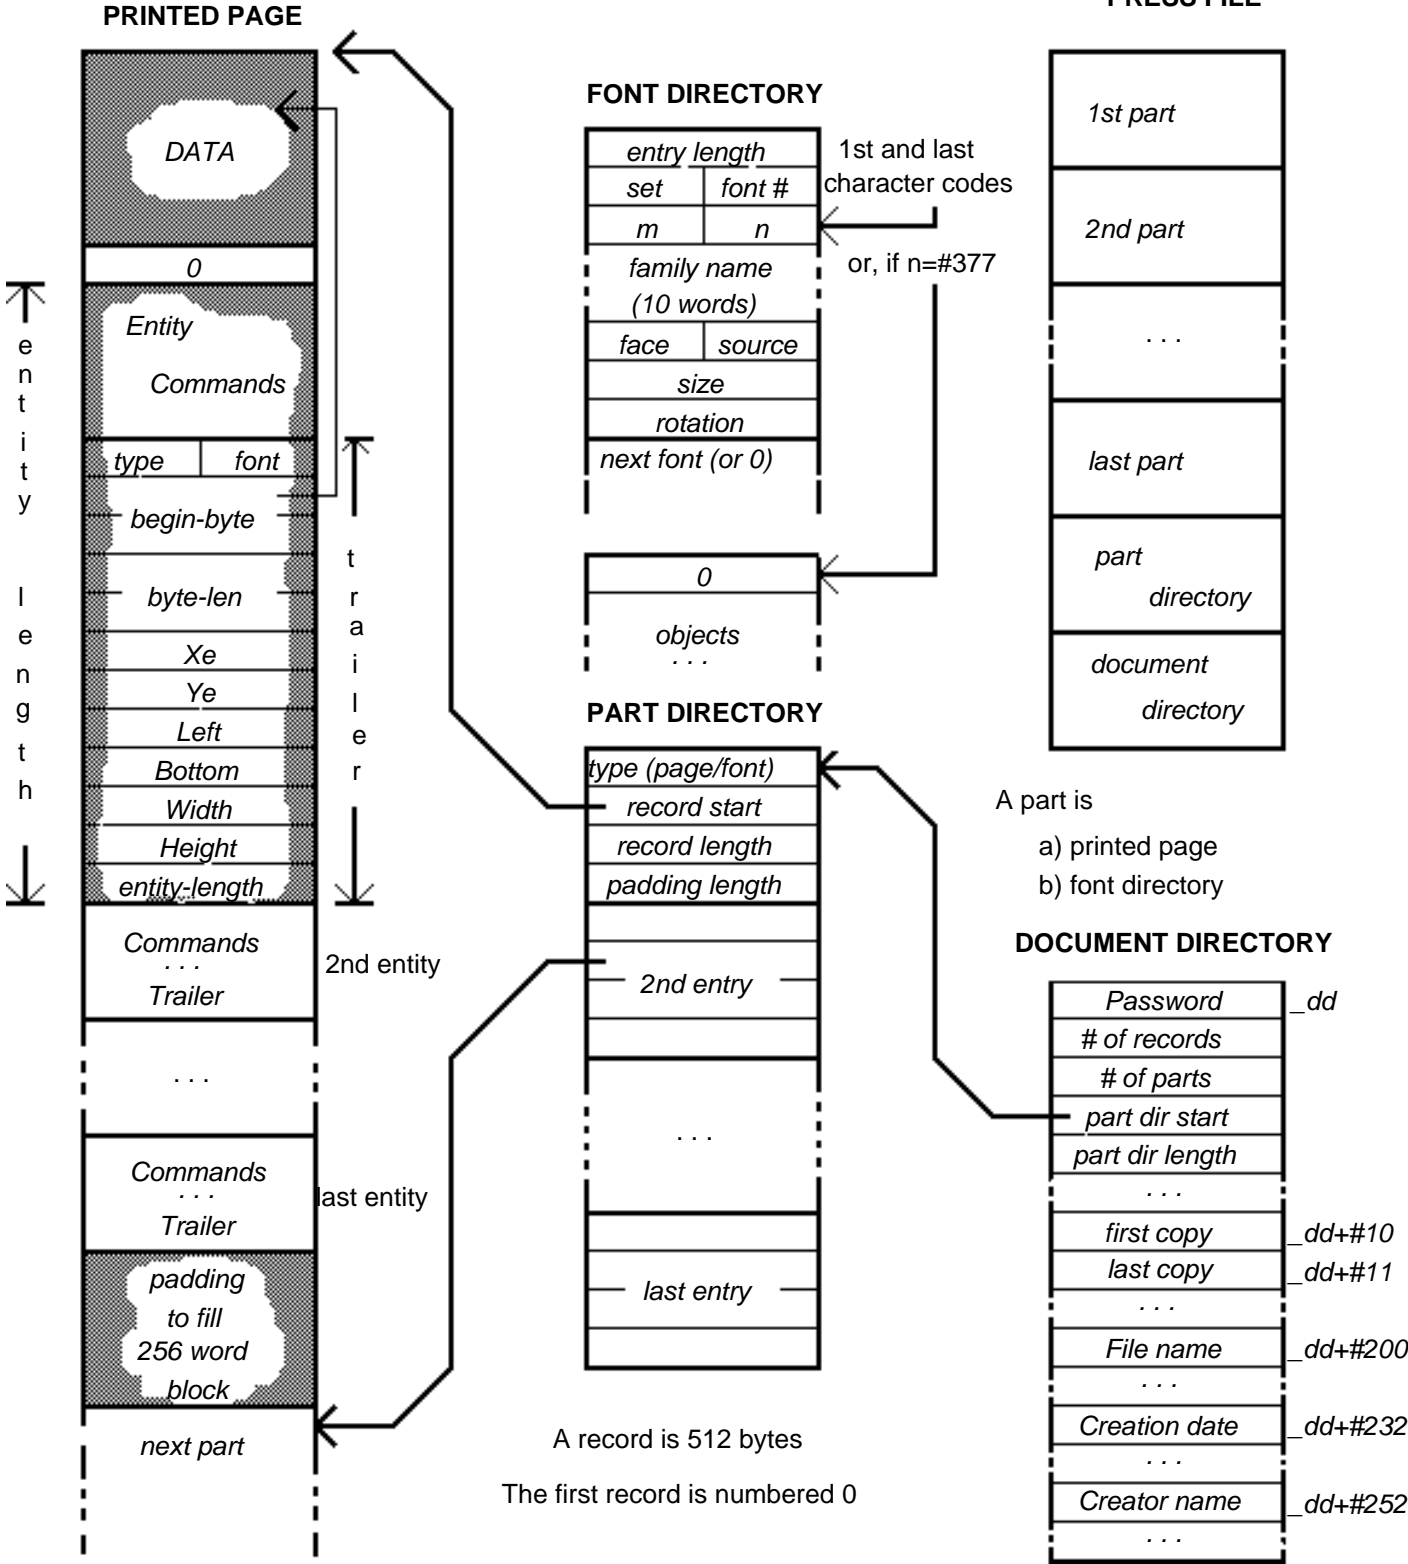 PRINTED PAGE
DATA
0
Entity
Commands
type font
begin-byte
byte-len
Xe
Ye
Left
Bottom
Width
Height
entity-length
entity length
trailer
Commands
. . .
Trailer
2nd entity
. . .
Commands
. . .
Trailer
last entity
padding
to fill
256 word
block
next part
FONT DIRECTORY
entry length
set font #
m n
family name
(10 words)
face source
size
rotation
next font (or 0)
1st and last
character codes
or, if n=#377
0
objects
. . .
PART DIRECTORY
type (page/font)
record start
record length
padding length
2nd entry
. . .
last entry
A record is 512 bytes
The first record is numbered 0
PRESS FILE
1st part
2nd part
. . .
last part
part
directory
document
directory
A part is
a) printed page
b) font directory
DOCUMENT DIRECTORY
Password _dd
# of records
# of parts
part dir start
part dir length
. . .
first copy _dd+#10
last copy _dd+#11
. . .
File name _dd+#200
. . .
Creation date _dd+#232
. . .
Creator name _dd+#252
. . .